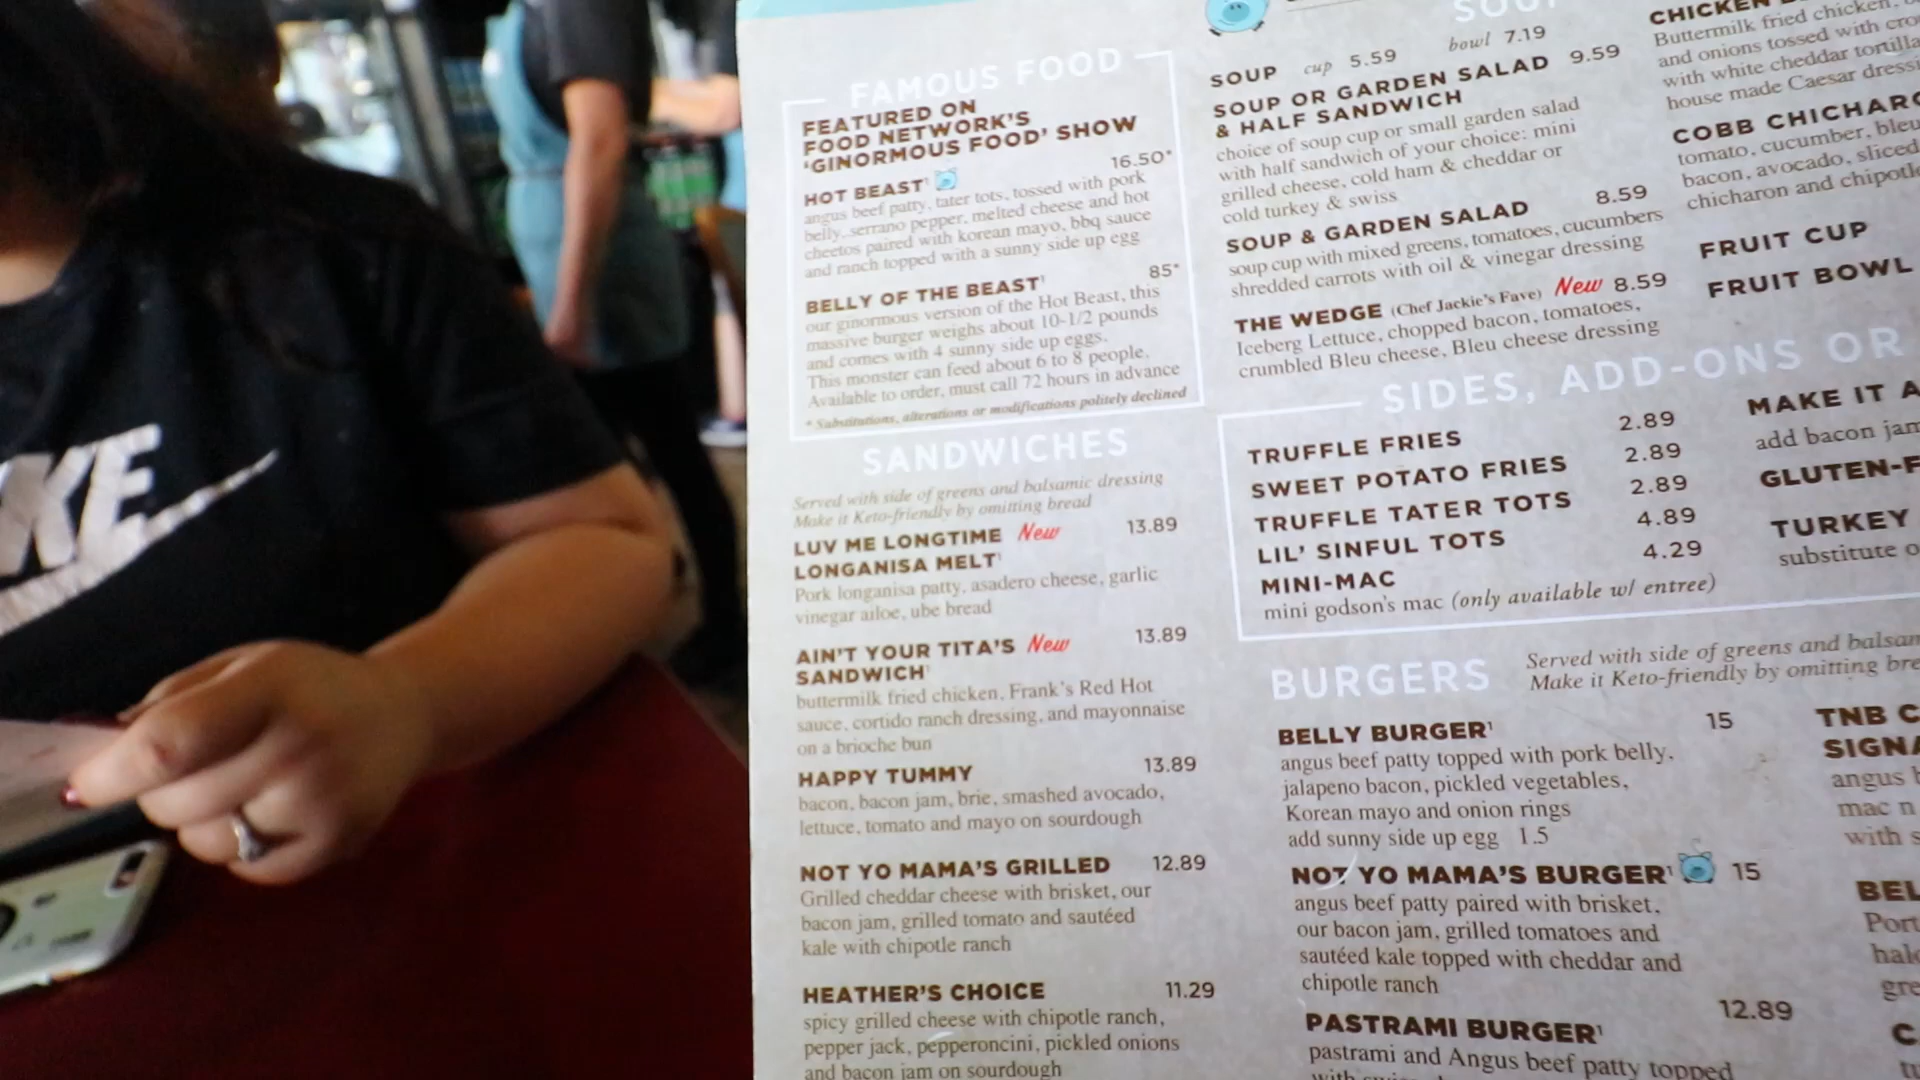 KE
FAMOUS FOOD
FEATURED ON
FOOD NETWORK'S
'GINORMOUS FOOD' SHOW
HOT BEAST¹ 16.50*
angus beef patty, tater tots, tossed with pork
belly, serrano pepper, melted cheese and hot
cheetos paired with korean mayo, bbq sauce
and ranch topped with a sunny side up egg
BELLY OF THE BEAST¹ 85*
our ginormous version of the Hot Beast, this
massive burger weighs about 10-1/2 pounds
and comes with 4 sunny side up eggs.
This monster can feed about 6 to 8 people.
Available to order, must call 72 hours in advance
* Substitutions, alterations or modifications politely declined
SANDWICHES
Served with side of greens and balsamic dressing
Make it Keto-friendly by omitting bread
LUV ME LONGTIME New 13.89
LONGANISA MELT¹
Pork longanisa patty, asadero cheese, garlic
vinegar ailoe, ube bread
AIN'T YOUR TITA'S New 13.89
SANDWICH¹
buttermilk fried chicken, Frank's Red Hot
sauce, cortido ranch dressing, and mayonnaise
on a brioche bun
HAPPY TUMMY 13.89
bacon, bacon jam, brie, smashed avocado,
lettuce, tomato and mayo on sourdough
NOT YO MAMA'S GRILLED 12.89
Grilled cheddar cheese with brisket, our
bacon jam, grilled tomato and sautéed
kale with chipotle ranch
HEATHER'S CHOICE 11.29
spicy grilled cheese with chipotle ranch,
pepper jack, pepperoncini, pickled onions
and bacon jam on sourdough
SOUP cup 5.59 bowl 7.19
SOUP OR GARDEN SALAD 9.59
& HALF SANDWICH
choice of soup cup or small garden salad
with half sandwich of your choice: mini
grilled cheese, cold ham & cheddar or
cold turkey & swiss
SOUP & GARDEN SALAD 8.59
soup cup with mixed greens, tomatoes, cucumbers
shredded carrots with oil & vinegar dressing
THE WEDGE (Chef Jackie's Fave) New 8.59
Iceberg Lettuce, chopped bacon, tomatoes,
crumbled Bleu cheese, Bleu cheese dressing
CHICKEN
Buttermilk fried chicken,
and onions tossed with cro
with white cheddar tortilla
house made Caesar dressi
COBB CHICHARO
tomato, cucumber, bleu
bacon, avocado, sliced
chicharon and chipotle
FRUIT CUP
FRUIT BOWL
SIDES, ADD-ONS OR
TRUFFLE FRIES 2.89
SWEET POTATO FRIES 2.89
TRUFFLE TATER TOTS 2.89
LIL' SINFUL TOTS 4.89
MINI-MAC 4.29
mini godson's mac (only available w/ entree)
MAKE IT A
add bacon jam
GLUTEN-F
TURKEY
substitute o
BURGERS
Served with side of greens and balsam
Make it Keto-friendly by omitting bre
BELLY BURGER¹ 15
angus beef patty topped with pork belly,
jalapeno bacon, pickled vegetables,
Korean mayo and onion rings
add sunny side up egg 1.5
NOT YO MAMA'S BURGER¹ 15
angus beef patty paired with brisket,
our bacon jam, grilled tomatoes and
sautéed kale topped with cheddar and
chipotle ranch
PASTRAMI BURGER¹ 12.89
pastrami and Angus beef patty topped
TNB C
SIGNA
angus b
mac n
with s
BEL
Port
halo
gre